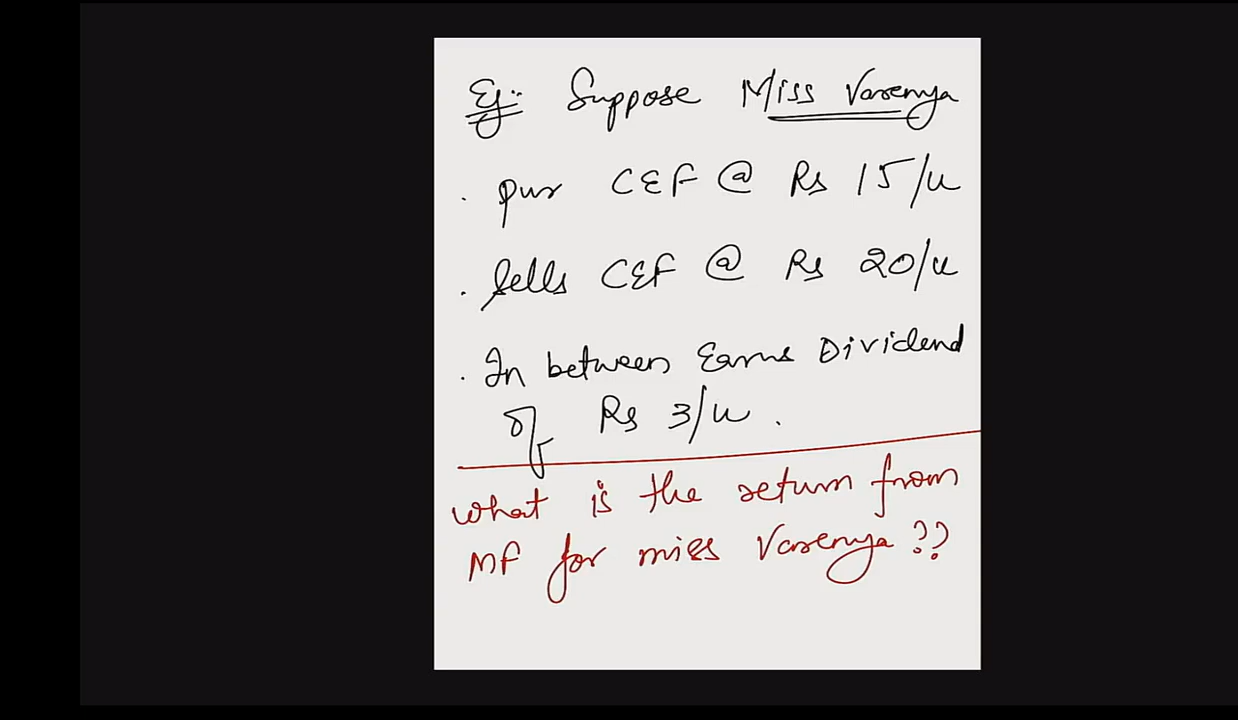 Eg:- Suppose Miss Varenya
. pur CEF @ Rs 15/u
. Sells CEF @ Rs 20/u
. In between Earns Dividend
of Rs 3/u.
what is the return from
MF for miss Varenya??